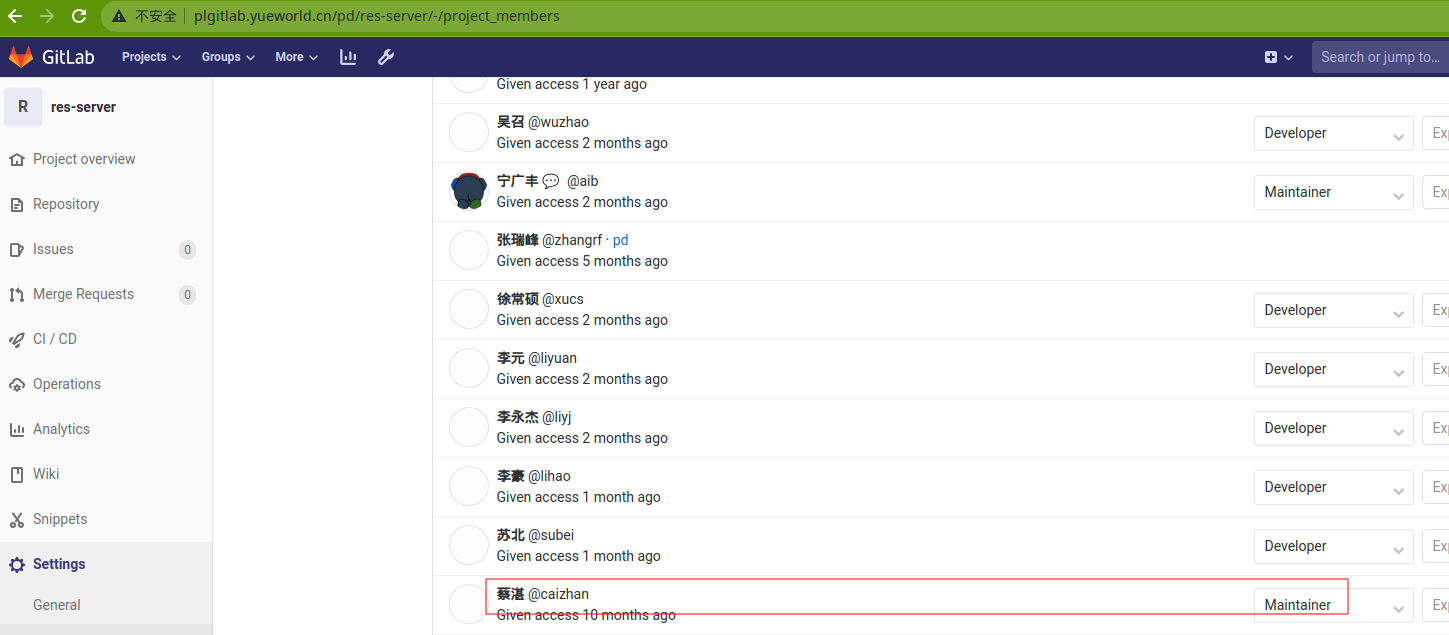 不安全 plgitlab.yueworld.cn/pd/res-server/-/project_members
GitLab Projects Groups More Search or jump to...
R res-server
Project overview
Repository
Issues 0
Merge Requests 0
CI / CD
Operations
Analytics
Wiki
Snippets
Settings
General
Given access 1 year ago
吴召 @wuzhao
Given access 2 months ago
Developer Exp
宁广丰 @aib
Given access 2 months ago
Maintainer Exp
张瑞峰 @zhangrf · pd
Given access 5 months ago
徐常硕 @xucs
Given access 2 months ago
Developer Exp
李元 @liyuan
Given access 2 months ago
Developer Exp
李永杰 @liyj
Given access 2 months ago
Developer Exp
李豪 @lihao
Given access 1 month ago
Developer Exp
苏北 @subei
Given access 1 month ago
Developer Exp
蔡湛 @caizhan
Given access 10 months ago
Maintainer Exp